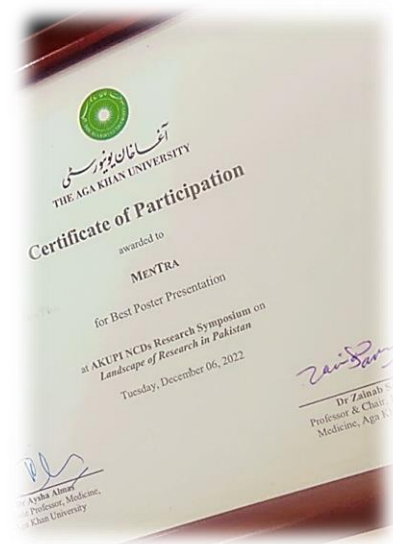 آغا خان یونیورسٹی
THE AGA KHAN UNIVERSITY
Certificate of Participation
awarded to
MENTRA
for Best Poster Presentation
at AKUPI NCDs Research Symposium on
Landscape of Research in Pakistan
Tuesday, December 06, 2022
Dr Zainab S
Professor & Chair,
Medicine, Aga K
Aysha Almas
Professor, Medicine,
Khan University